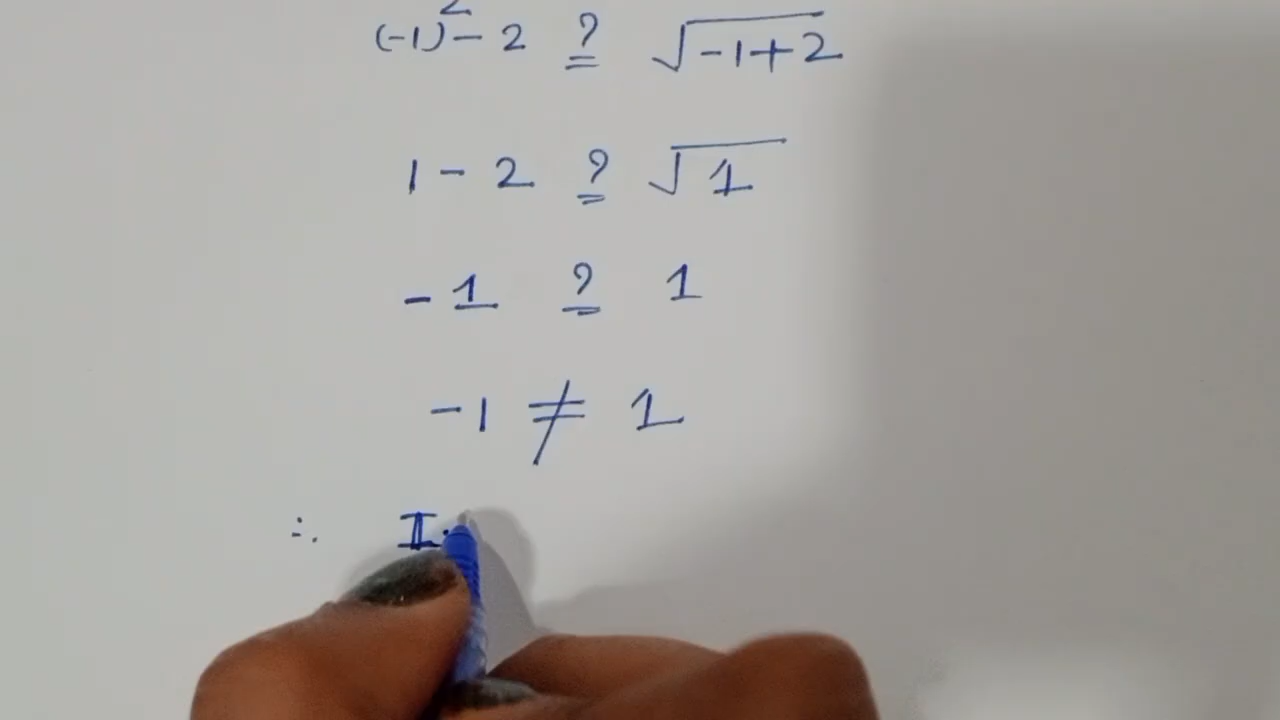 (-1)² - 2 ≟ √-1+2
1 - 2 ≟ √1
- 1 ≟ 1
-1 ≠ 1
∴ I